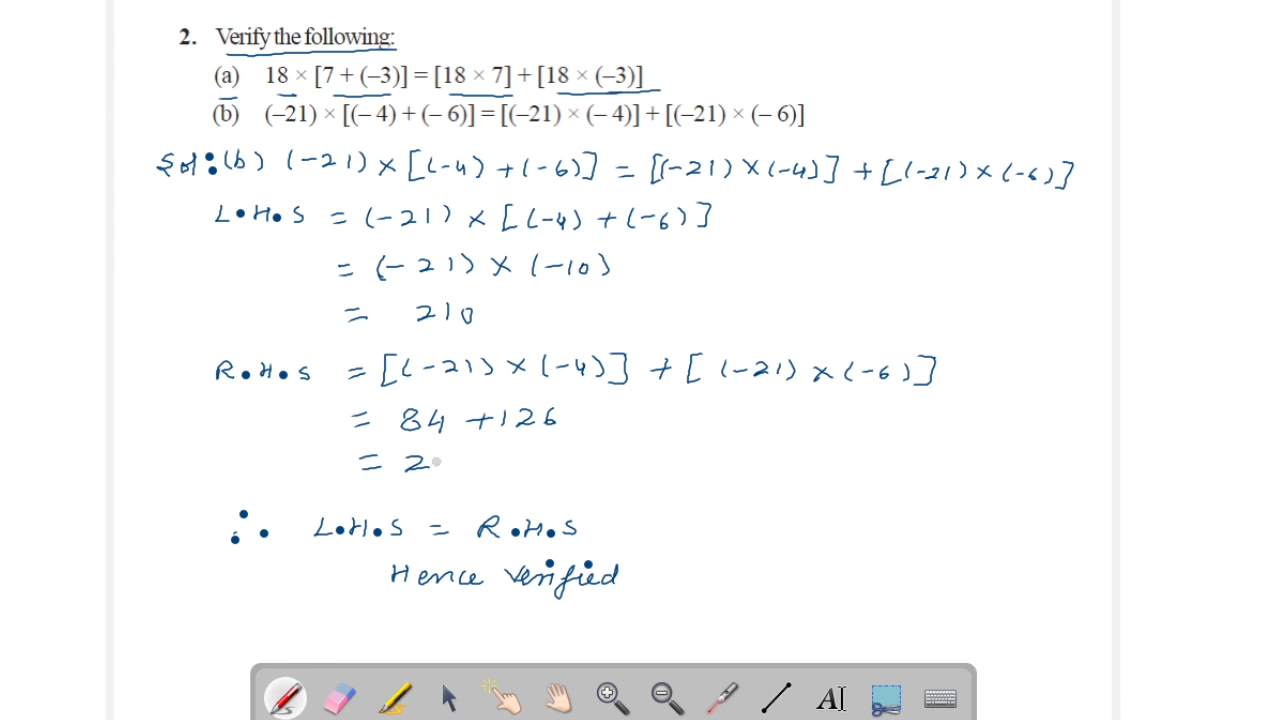 2. Verify the following:
(a) 18 × [7 + (–3)] = [18 × 7] + [18 × (–3)]
(b) (–21) × [(– 4) + (– 6)] = [(–21) × (– 4)] + [(–21) × (– 6)]
Sol:(b) (-21) × [(-4) + (-6)] = [(-21) × (-4)] + [(-21) × (-6)]
L.H.S = (-21) × [(-4) + (-6)]
= (-21) × (-10)
= 210
R.H.S = [(-21) × (-4)] + [(-21) × (-6)]
= 84 + 126
= 2
∴ L.H.S = R.H.S
Hence verified